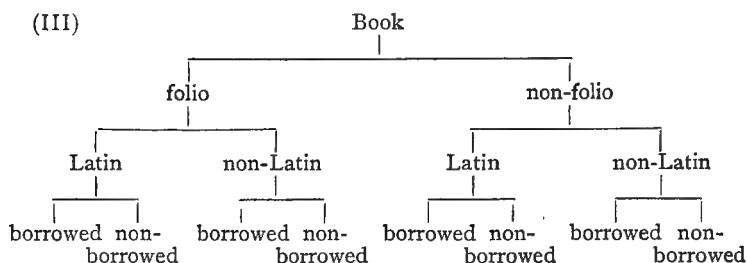 (III) Book
folio non-folio
Latin non-Latin Latin non-Latin
borrowed non- borrowed non- borrowed non- borrowed non-
borrowed borrowed borrowed borrowed